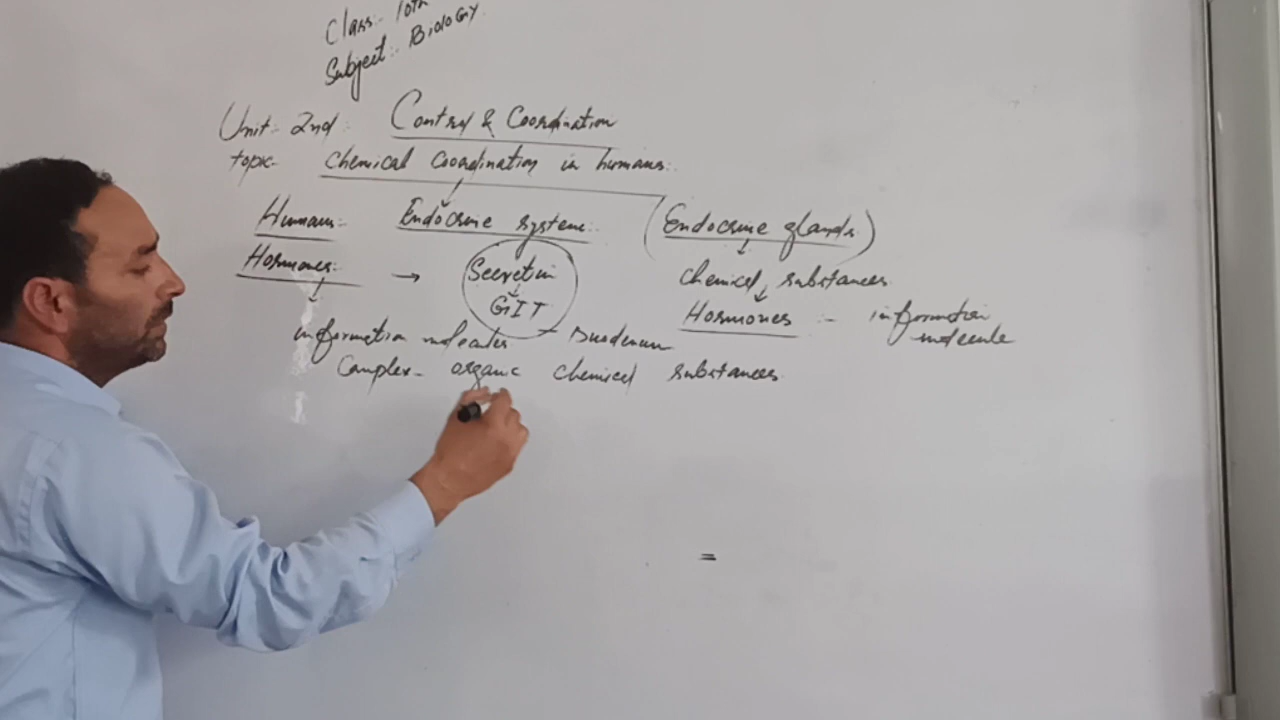 Class:- 10th
Subject:- BioloGy
Unit:- 2nd: Control & Coordination
topic- chemical coordination in humans:
Humans:- Endocrine system:- (Endocrine glands)
Hormones:- → Secretin chemical substances
GIT Hormones :- information
information molecules - Duodenum molecule
Complex- organic chemical substances
=